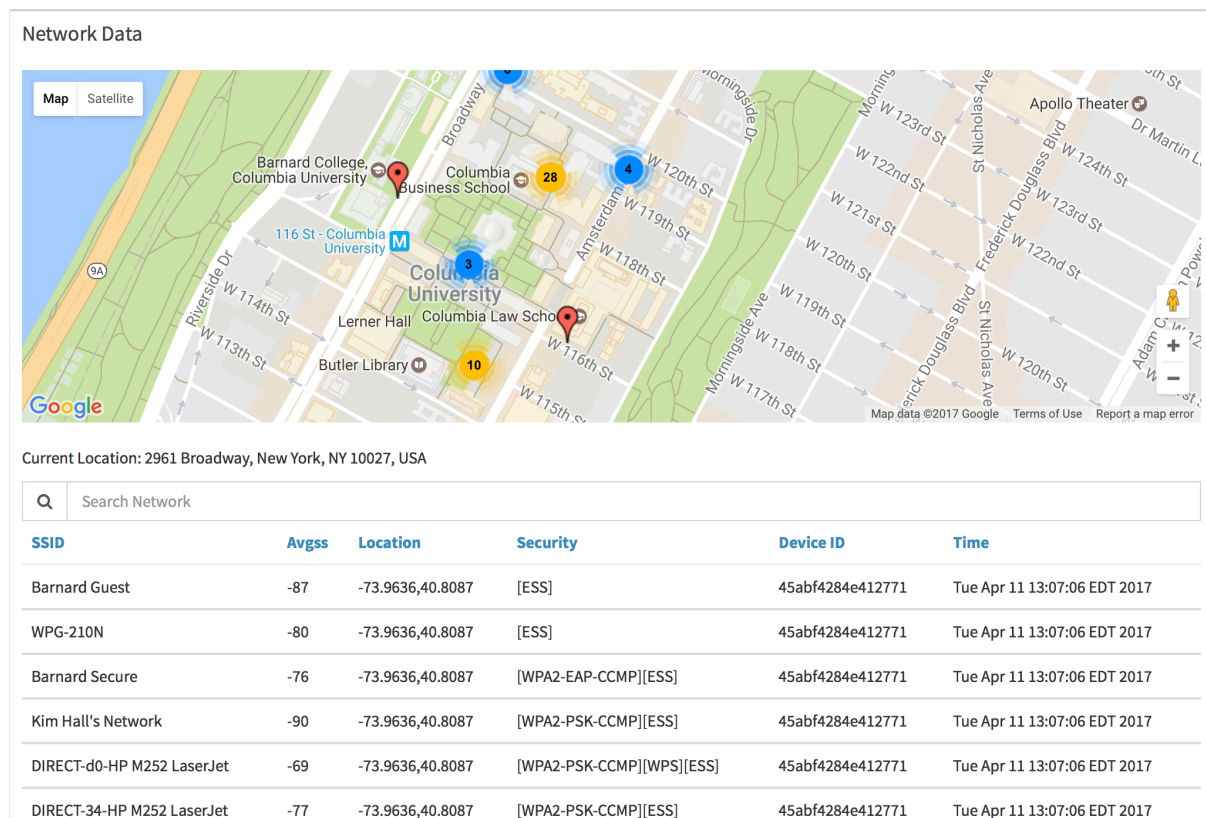 Network Data
Map
Satellite
Broadway
Morningside Dr
Morning
St Nicholas Ave
Apollo Theater
W 123rd St
Dr Martin L
Barnard College,
Columbia University
Columbia
Business School
28
4
W 120th St
W 122nd St
W 124th St
Frederick Douglass Blvd
W 119th St
W 121st St
W 123rd St
116 St - Columbia
University
M
Amsterdam
W 118th St
W 120th St
W 122nd St
3
Columbia
University
9A
Riverside Dr
W 114th St
W 119th St
Lerner Hall
Columbia Law Schoo
W 113th St
Butler Library
10
W 116th St
Morningside Ave
W 118th St
St Nicholas Ave
W 120th St
Adam C
Pow
W 115th St
W 117th St
erick Douglass Blvd
Google
Map data ©2017 Google
Terms of Use
Report a map error
Current Location: 2961 Broadway, New York, NY 10027, USA
Search Network
SSID Avgss Location Security Device ID Time
Barnard Guest -87 -73.9636,40.8087 [ESS] 45abf4284e412771 Tue Apr 11 13:07:06 EDT 2017
WPG-210N -80 -73.9636,40.8087 [ESS] 45abf4284e412771 Tue Apr 11 13:07:06 EDT 2017
Barnard Secure -76 -73.9636,40.8087 [WPA2-EAP-CCMP][ESS] 45abf4284e412771 Tue Apr 11 13:07:06 EDT 2017
Kim Hall's Network -90 -73.9636,40.8087 [WPA2-PSK-CCMP][ESS] 45abf4284e412771 Tue Apr 11 13:07:06 EDT 2017
DIRECT-d0-HP M252 LaserJet -69 -73.9636,40.8087 [WPA2-PSK-CCMP][WPS][ESS] 45abf4284e412771 Tue Apr 11 13:07:06 EDT 2017
DIRECT-34-HP M252 LaserJet -77 -73.9636,40.8087 [WPA2-PSK-CCMP][ESS] 45abf4284e412771 Tue Apr 11 13:07:06 EDT 2017